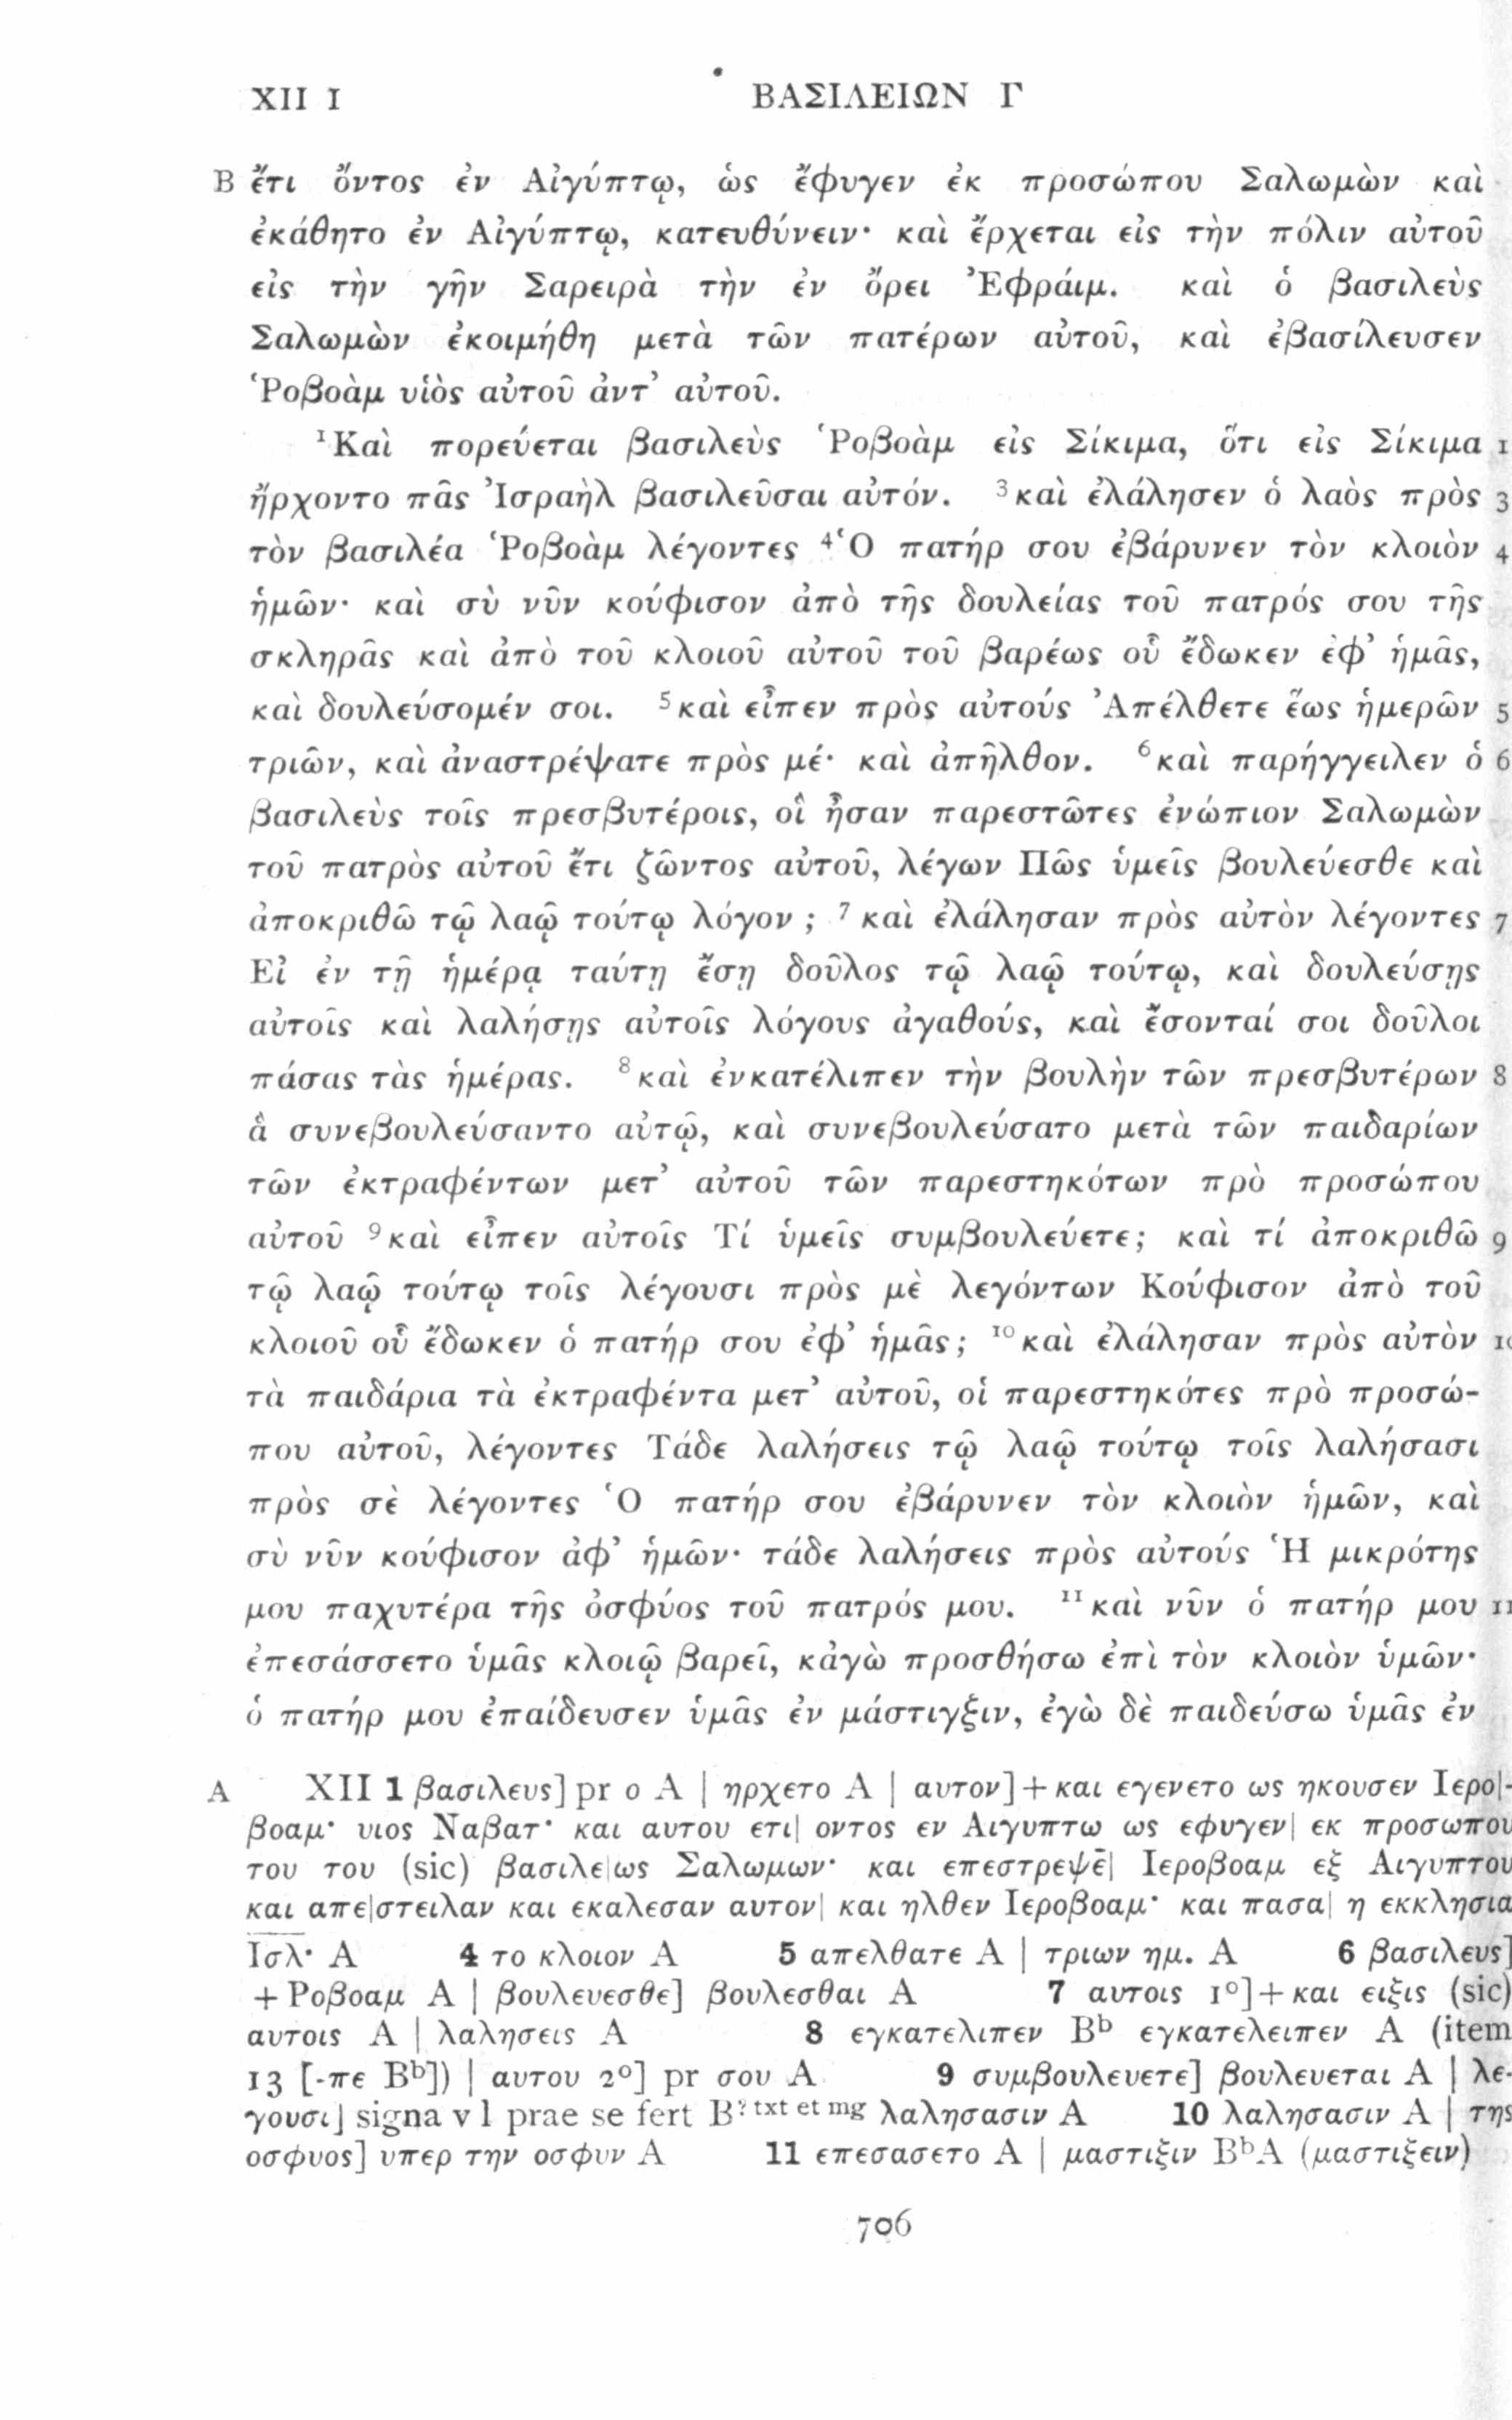 XII 1 ΒΑΣΙΛΕΙΩΝ Γ
B ἔτι ὄντος ἐν Αἰγύπτῳ, ὡς ἔφυγεν ἐκ προσώπου Σαλωμὼν καὶ
ἐκάθητο ἐν Αἰγύπτῳ, κατευθύνειν· καὶ ἔρχεται εἰς τὴν πόλιν αὐτοῦ
εἰς τὴν γῆν Σαρειρὰ τὴν ἐν ὄρει Ἐφράιμ. καὶ ὁ βασιλεὺς
Σαλωμὼν ἐκοιμήθη μετὰ τῶν πατέρων αὐτοῦ, καὶ ἐβασίλευσεν
Ῥοβοὰμ υἱὸς αὐτοῦ ἀντ’ αὐτοῦ.
¹Καὶ πορεύεται βασιλεὺς Ῥοβοὰμ εἰς Σίκιμα, ὅτι εἰς Σίκιμα 1
ἤρχοντο πᾶς Ἰσραὴλ βασιλεῦσαι αὐτόν. ³καὶ ἐλάλησεν ὁ λαὸς πρὸς 3
τὸν βασιλέα Ῥοβοὰμ λέγοντες ⁴Ὁ πατήρ σου ἐβάρυνεν τὸν κλοιὸν 4
ἡμῶν· καὶ σὺ νῦν κούφισον ἀπὸ τῆς δουλείας τοῦ πατρός σου τῆς
σκληρᾶς καὶ ἀπὸ τοῦ κλοιοῦ αὐτοῦ τοῦ βαρέως οὗ ἔδωκεν ἐφ’ ἡμᾶς,
καὶ δουλεύσομέν σοι. ⁵καὶ εἶπεν πρὸς αὐτούς Ἀπέλθετε ἕως ἡμερῶν 5
τριῶν, καὶ ἀναστρέψατε πρὸς μέ· καὶ ἀπῆλθον. ⁶καὶ παρήγγειλεν ὁ 6
βασιλεὺς τοῖς πρεσβυτέροις, οἳ ἦσαν παρεστῶτες ἐνώπιον Σαλωμὼν
τοῦ πατρὸς αὐτοῦ ἔτι ζῶντος αὐτοῦ, λέγων Πῶς ὑμεῖς βουλεύεσθε καὶ
ἀποκριθῶ τῷ λαῷ τούτῳ λόγον ; ⁷καὶ ἐλάλησαν πρὸς αὐτὸν λέγοντες 7
Εἰ ἐν τῇ ἡμέρᾳ ταύτῃ ἔσῃ δοῦλος τῷ λαῷ τούτῳ, καὶ δουλεύσῃς
αὐτοῖς καὶ λαλήσῃς αὐτοῖς λόγους ἀγαθούς, καὶ ἔσονταί σοι δοῦλοι
πάσας τὰς ἡμέρας. ⁸καὶ ἐνκατέλιπεν τὴν βουλὴν τῶν πρεσβυτέρων 8
ἃ συνεβουλεύσαντο αὐτῷ, καὶ συνεβουλεύσατο μετὰ τῶν παιδαρίων
τῶν ἐκτραφέντων μετ’ αὐτοῦ τῶν παρεστηκότων πρὸ προσώπου
αὐτοῦ ⁹καὶ εἶπεν αὐτοῖς Τί ὑμεῖς συμβουλεύετε; καὶ τί ἀποκριθῶ 9
τῷ λαῷ τούτῳ τοῖς λέγουσι πρὸς μὲ λεγόντων Κούφισον ἀπὸ τοῦ
κλοιοῦ οὗ ἔδωκεν ὁ πατήρ σου ἐφ’ ἡμᾶς; ¹⁰καὶ ἐλάλησαν πρὸς αὐτὸν
τὰ παιδάρια τὰ ἐκτραφέντα μετ’ αὐτοῦ, οἱ παρεστηκότες πρὸ προσώ-
που αὐτοῦ, λέγοντες Τάδε λαλήσεις τῷ λαῷ τούτῳ τοῖς λαλήσασι
πρὸς σὲ λέγοντες Ὁ πατήρ σου ἐβάρυνεν τὸν κλοιὸν ἡμῶν, καὶ
σὺ νῦν κούφισον ἀφ’ ἡμῶν· τάδε λαλήσεις πρὸς αὐτούς Ἡ μικρότης
μου παχυτέρα τῆς ὀσφύος τοῦ πατρός μου. ¹¹καὶ νῦν ὁ πατήρ μου 11
ἐπεσάσσετο ὑμᾶς κλοιῷ βαρεῖ, κἀγὼ προσθήσω ἐπὶ τὸν κλοιὸν ὑμῶν·
ὁ πατήρ μου ἐπαίδευσεν ὑμᾶς ἐν μάστιγξιν, ἐγὼ δὲ παιδεύσω ὑμᾶς ἐν
A XII 1 βασιλευς] pr ο A | ηρχετο A | αυτον] + και εγενετο ως ηκουσεν Ιερο|-
βοαμ· υιος Ναβατ· και αυτου ετι| οντος εν Αιγυπτω ως εφυγεν| εκ προσωπου
του του (sic) βασιλε|ως Σαλωμων· και επεστρεψε̄| Ιεροβοαμ εξ Αιγυπτου
και απε|στειλαν και εκαλεσαν αυτον| και ηλθεν Ιεροβοαμ· και πασα| η εκκλησια
Ισλ· A 4 το κλοιον A 5 απελθατε A | τριων ημ. A 6 βασιλευς]
+ Ροβοαμ A | βουλευεσθε] βουλεσθαι A 7 αυτοις 1°] + και ειξις (sic)
αυτοις A | λαλησεις A 8 εγκατελιπεν Bᵇ εγκατελειπεν A (item
13 [-πε Bᵇ]) | αυτου 2°] pr σου A 9 συμβουλευετε] βουλευεται A | λε-
γουσι] signa v l prae se fert B? txt et mg λαλησασιν A 10 λαλησασιν A | της
οσφυος] υπερ την οσφυν A 11 επεσασετο A | μαστιξιν BᵇA (μαστιξειν)
706